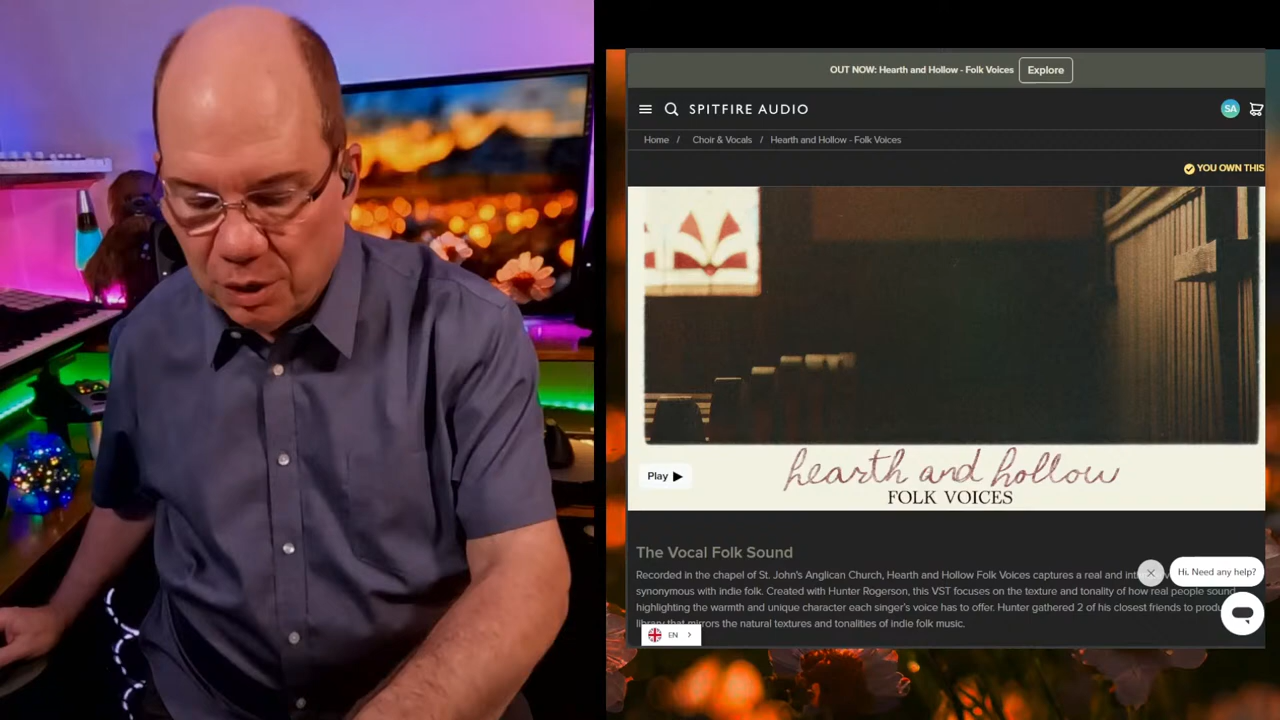 OUT NOW: Hearth and Hollow - Folk Voices Explore
SPITFIRE AUDIO
SA
Home / Choir & Vocals / Hearth and Hollow - Folk Voices
YOU OWN THIS
Play
hearth and hollow
FOLK VOICES
The Vocal Folk Sound
Hi. Need any help?
Recorded in the chapel of St. John's Anglican Church, Hearth and Hollow Folk Voices captures a real and
synonymous with indie folk. Created with Hunter Rogerson, this VST focuses on the texture and tonality of how real people sound,
highlighting the warmth and unique character each singer's voice has to offer. Hunter gathered 2 of his closest friends to
library that mirrors the natural textures and tonalities of indie folk music.
EN